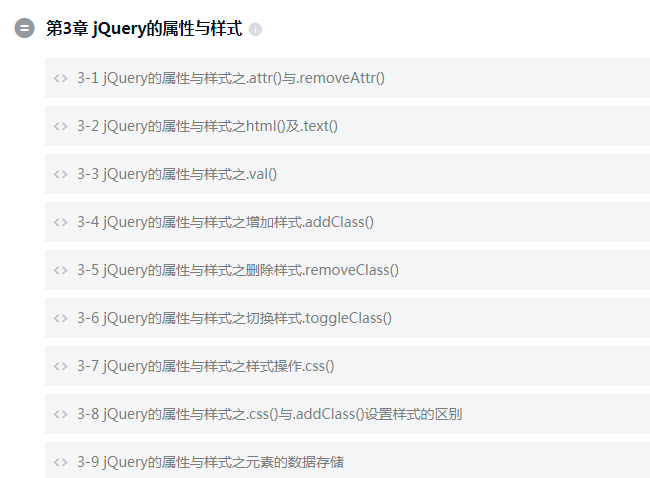 第3章 jQuery的属性与样式
3-1 jQuery的属性与样式之.attr()与.removeAttr()
3-2 jQuery的属性与样式之html()及.text()
3-3 jQuery的属性与样式之.val()
3-4 jQuery的属性与样式之增加样式.addClass()
3-5 jQuery的属性与样式之删除样式.removeClass()
3-6 jQuery的属性与样式之切换样式.toggleClass()
3-7 jQuery的属性与样式之样式操作.css()
3-8 jQuery的属性与样式之.css()与.addClass()设置样式的区别
3-9 jQuery的属性与样式之元素的数据存储